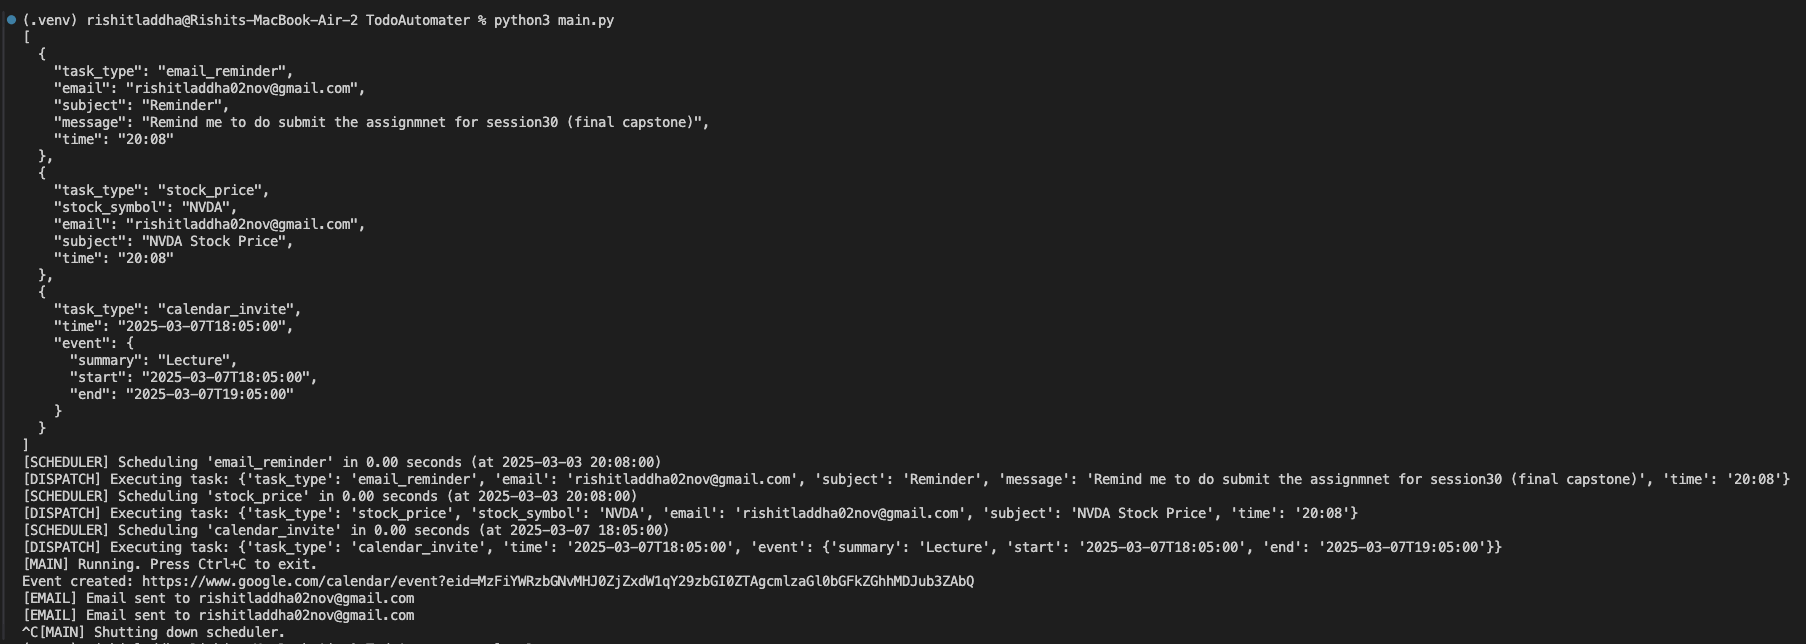 (.venv) rishitladdha@Rishits-MacBook-Air-2 TodoAutomater % python3 main.py
[
  {
    "task_type": "email_reminder",
    "email": "rishitladdha02nov@gmail.com",
    "subject": "Reminder",
    "message": "Remind me to do submit the assignmnet for session30 (final capstone)",
    "time": "20:08"
  },
  {
    "task_type": "stock_price",
    "stock_symbol": "NVDA",
    "email": "rishitladdha02nov@gmail.com",
    "subject": "NVDA Stock Price",
    "time": "20:08"
  },
  {
    "task_type": "calendar_invite",
    "time": "2025-03-07T18:05:00",
    "event": {
      "summary": "Lecture",
      "start": "2025-03-07T18:05:00",
      "end": "2025-03-07T19:05:00"
    }
  }
]
[SCHEDULER] Scheduling 'email_reminder' in 0.00 seconds (at 2025-03-03 20:08:00)
[DISPATCH] Executing task: {'task_type': 'email_reminder', 'email': 'rishitladdha02nov@gmail.com', 'subject': 'Reminder', 'message': 'Remind me to do submit the assignmnet for session30 (final capstone)', 'time': '20:08'}
[SCHEDULER] Scheduling 'stock_price' in 0.00 seconds (at 2025-03-03 20:08:00)
[DISPATCH] Executing task: {'task_type': 'stock_price', 'stock_symbol': 'NVDA', 'email': 'rishitladdha02nov@gmail.com', 'subject': 'NVDA Stock Price', 'time': '20:08'}
[SCHEDULER] Scheduling 'calendar_invite' in 0.00 seconds (at 2025-03-07 18:05:00)
[DISPATCH] Executing task: {'task_type': 'calendar_invite', 'time': '2025-03-07T18:05:00', 'event': {'summary': 'Lecture', 'start': '2025-03-07T18:05:00', 'end': '2025-03-07T19:05:00'}}
[MAIN] Running. Press Ctrl+C to exit.
Event created: https://www.google.com/calendar/event?eid=MzFiYWRzbGNvMHJ0ZjZxdW1qY29zbGI0ZTAgcmlzaGl0bGFkZGhhMDJub3ZAbQ
[EMAIL] Email sent to rishitladdha02nov@gmail.com
[EMAIL] Email sent to rishitladdha02nov@gmail.com
^C[MAIN] Shutting down scheduler.